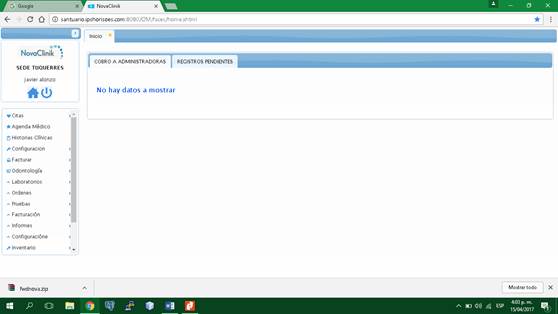 Google
NovaClinik
santuario.ipshorisoes.com:8080/OM/faces/home.xhtml
NovaClinik
SEDE TUQUERRES
javier alonzo
Inicio
COBRO A ADMINISTRADORAS
REGISTROS PENDIENTES
No hay datos a mostrar
Citas
Agenda Médico
Historias Clínicas
Configuracion
Facturar
Odontología
Laboratorios
Ordenes
Pruebas
Facturación
Informes
Configuraciòne
Inventario
fwdnova.zip
Mostrar todo
ESP
4:03 p. m.
15/04/2017